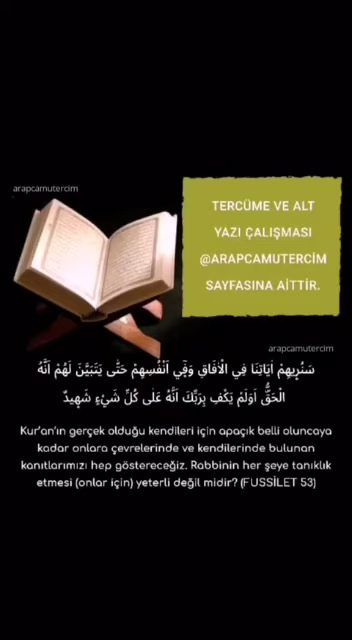 arapcamutercim
TERCÜME VE ALT
YAZI ÇALIŞMASI
@ARAPCAMUTERCIM
SAYFASINA AİTTİR.
arapcamutercim
سَنُر۪يهِمْ اٰيَاتِنَا فِي الْاٰفَاقِ وَف۪ٓي اَنْفُسِهِمْ حَتّٰى يَتَبَيَّنَ لَهُمْ اَنَّهُ
الْحَقُّۜ اَوَلَمْ يَكْفِ بِرَبِّكَ اَنَّهُ عَلٰى كُلِّ شَيْءٍ شَه۪يدٌ
Kur'an'ın gerçek olduğu kendileri için apaçık belli oluncaya
kadar onlara çevrelerinde ve kendilerinde bulunan
kanıtlarımızı hep göstereceğiz. Rabbinin her şeye tanıklık
etmesi (onlar için) yeterli değil midir? (FUSSİLET 53)